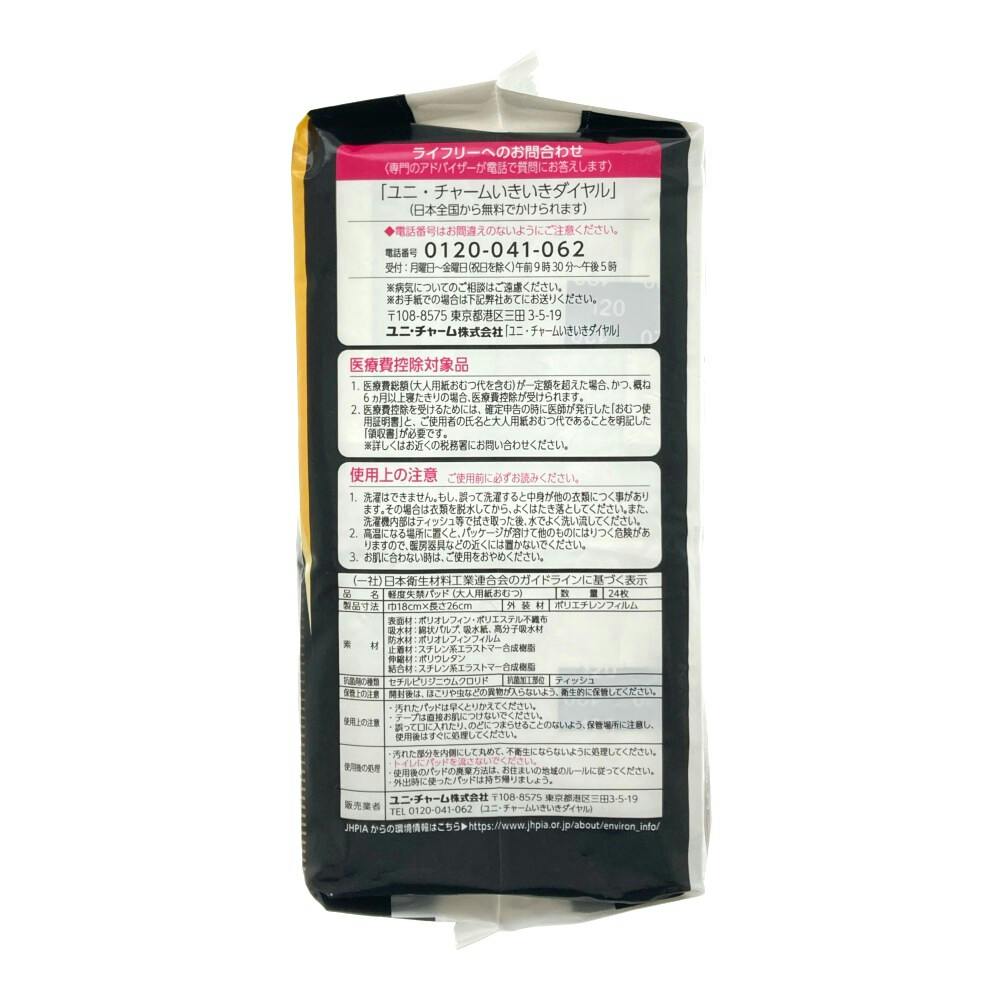 ライフリーへのお問合わせ
〈専門のアドバイザーが電話で質問にお答えします〉
「ユニ・チャームいきいきダイヤル」
(日本全国から無料でかけられます)
◆電話番号はお間違えのないようにご注意ください。
電話番号 0120-041-062
受付:月曜日〜金曜日(祝日を除く)午前9時30分〜午後5時
※病気についてのご相談はご遠慮ください。
※お手紙での場合は下記弊社あてにお送りください。
〒108-8575 東京都港区三田 3-5-19
ユニ・チャーム株式会社「ユニ・チャームいきいきダイヤル」
医療費控除対象品
1. 医療費総額(大人用紙おむつ代を含む)が一定額を超えた場合、かつ、概ね
6ヵ月以上寝たきりの場合、医療費控除が受けられます。
2. 医療費控除を受けるためには、確定申告の時に医師が発行した「おむつ使
用証明書」と、ご使用者の氏名と大人用紙おむつ代であることを明記した
「領収書」が必要です。
※詳しくはお近くの税務署にお問い合わせください。
使用上の注意 ご使用前に必ずお読みください。
1. 洗濯はできません。もし、誤って洗濯すると中身が他の衣類につく事があり
ます。その場合は衣類を脱水してから、よくはたき落としてください。また、
洗濯機内部はティッシュ等で拭き取った後、水でよく洗い流してください。
2. 高温になる場所に置くと、パッケージが溶けて他のものにはりつく危険があ
りますので、暖房器具などの近くには置かないでください。
3. お肌に合わない時は、ご使用をおやめください。
(一社)日本衛生材料工業連合会のガイドラインに基づく表示
品名 軽度失禁パッド(大人用紙おむつ) 数量 24枚
製品寸法 巾18cm×長さ26cm 外装材 ポリエチレンフィルム
素材 表面材:ポリオレフィン・ポリエステル不織布
吸水材:綿状パルプ、吸水紙、高分子吸水材
防水材:ポリオレフィンフィルム
止着材:スチレン系エラストマー合成樹脂
伸縮材:ポリウレタン
結合材:スチレン系エラストマー合成樹脂
抗菌剤の種類 セチルピリジニウムクロリド 抗菌加工部位 ティッシュ
保管上の注意 開封後は、ほこりや虫などの異物が入らないよう、衛生的に保管してください。
使用上の注意 ・汚れたパッドは早くとりかえてください。
・テープは直接お肌につけないでください。
・誤って口に入れたり、のどにつまらせることのないよう、保管場所に注意し、
使用後はすぐに処理してください。
使用後の処理 ・汚れた部分を内側にして丸めて、不衛生にならないように処理してください。
・トイレにパッドを流さないでください。
・使用後のパッドの廃棄方法は、お住まいの地域のルールに従ってください。
・外出時に使ったパッドは持ち帰りましょう。
販売業者 ユニ・チャーム株式会社 〒108-8575 東京都港区三田3-5-19
TEL 0120-041-062 (ユニ・チャームいきいきダイヤル)
JHPIAからの環境情報はこちら▶https://www.jhpia.or.jp/about/environ_info/